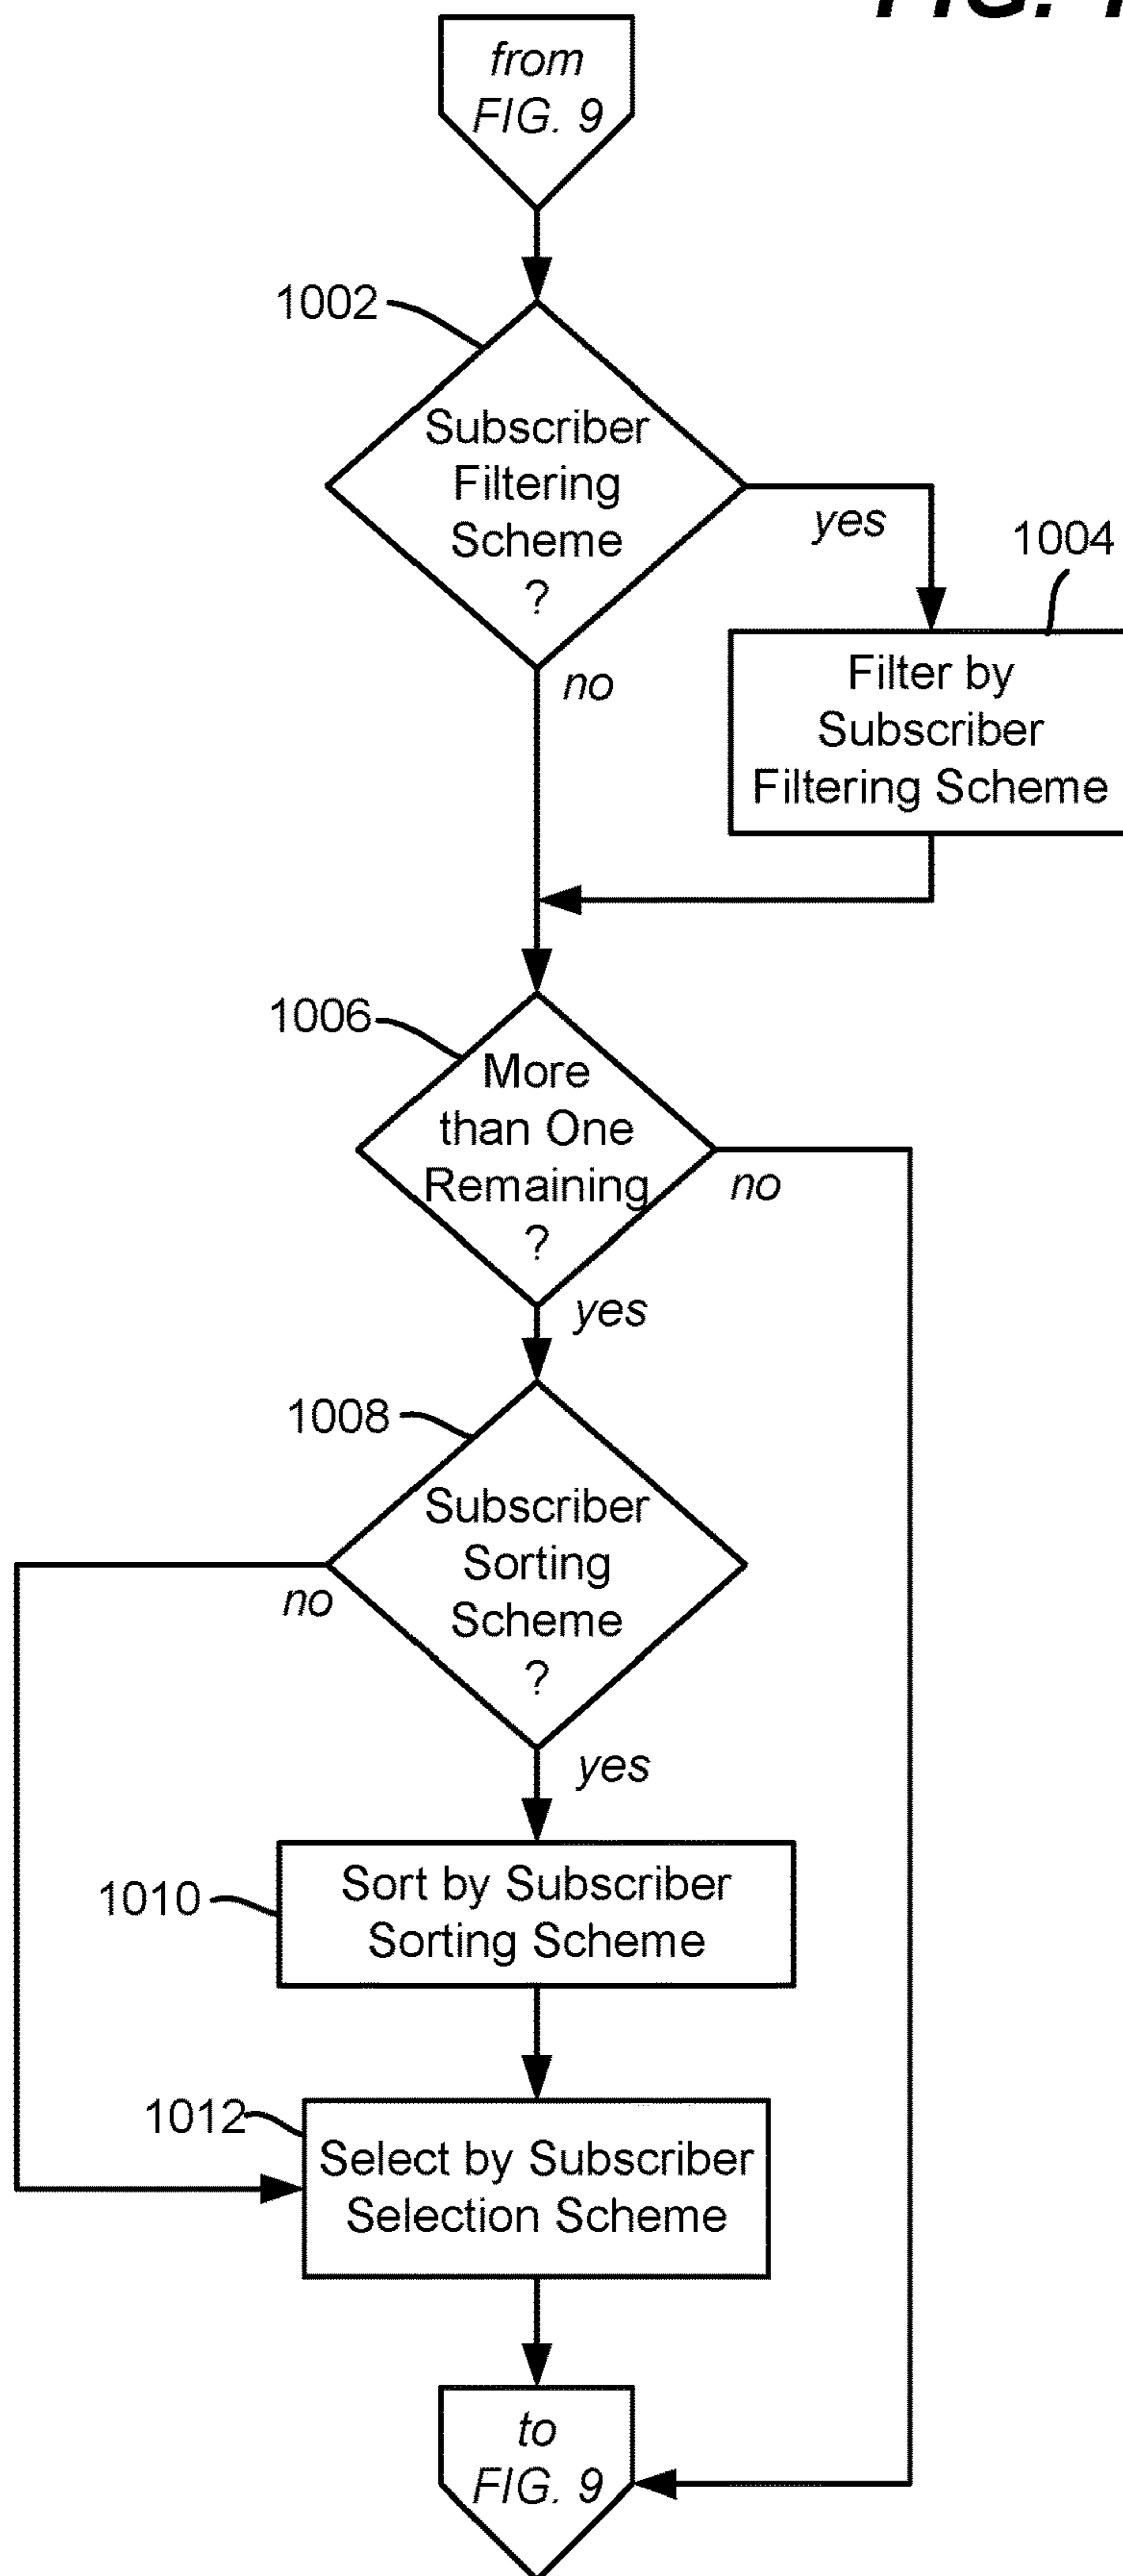 FIG. 1
from
FIG. 9
1002
Subscriber
Filtering
Scheme
?
yes
1004
no
Filter by
Subscriber
Filtering Scheme
1006
More
than One
Remaining
?
no
yes
1008
Subscriber
Sorting
Scheme
?
no
yes
1010
Sort by Subscriber
Sorting Scheme
1012
Select by Subscriber
Selection Scheme
to
FIG. 9